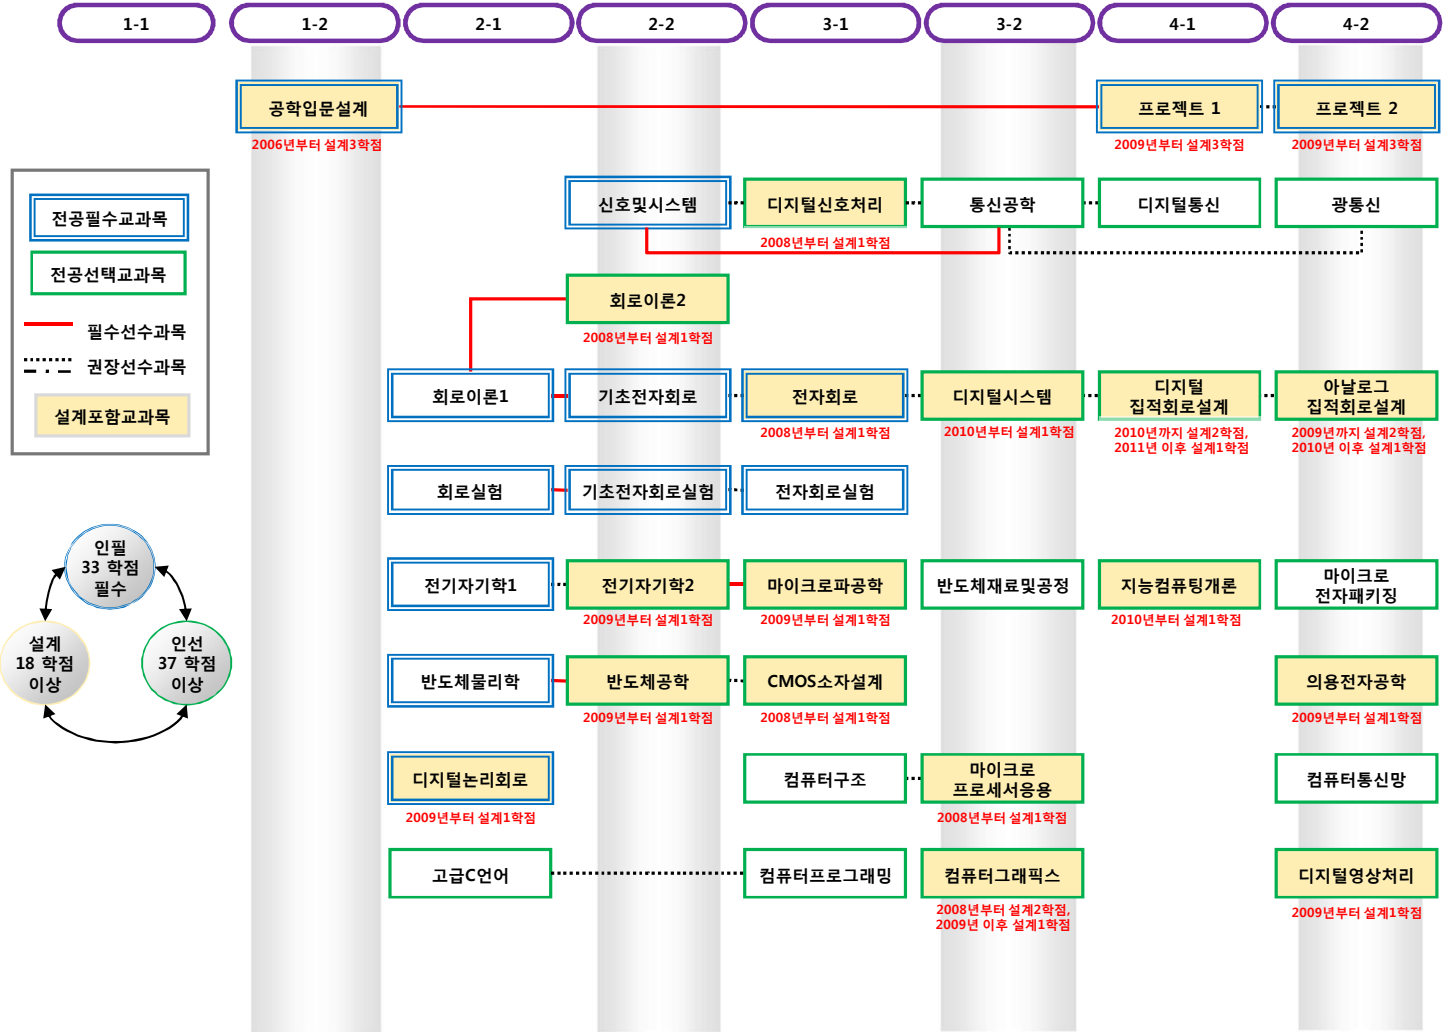 1-1
1-2
2-1
2-2
3-1
3-2
4-1
4-2
공학입문설계
프로젝트 1
프로젝트 2
2006년부터 설계3학점
2009년부터 설계3학점
2009년부터 설계3학점
전공필수교과목
전공선택교과목
필수선수과목
권장선수과목
설계포함교과목
신호및시스템
디지털신호처리
통신공학
디지털통신
광통신
2008년부터 설계1학점
회로이론2
2008년부터 설계1학점
회로이론1
기초전자회로
전자회로
디지털시스템
디지털
집적회로설계
아날로그
집적회로설계
2008년부터 설계1학점
2010년부터 설계1학점
2010년까지 설계2학점,
2011년 이후 설계1학점
2009년까지 설계2학점,
2010년 이후 설계1학점
회로실험
기초전자회로실험
전자회로실험
인필
33 학점
필수
설계
18 학점
이상
인선
37 학점
이상
전기자기학1
전기자기학2
마이크로파공학
반도체재료및공정
지능컴퓨팅개론
마이크로
전자패키징
2009년부터 설계1학점
2009년부터 설계1학점
2010년부터 설계1학점
반도체물리학
반도체공학
CMOS소자설계
의용전자공학
2009년부터 설계1학점
2008년부터 설계1학점
2009년부터 설계1학점
디지털논리회로
컴퓨터구조
마이크로
프로세서응용
컴퓨터통신망
2009년부터 설계1학점
2008년부터 설계1학점
고급C언어
컴퓨터프로그래밍
컴퓨터그래픽스
디지털영상처리
2008년부터 설계2학점,
2009년 이후 설계1학점
2009년부터 설계1학점